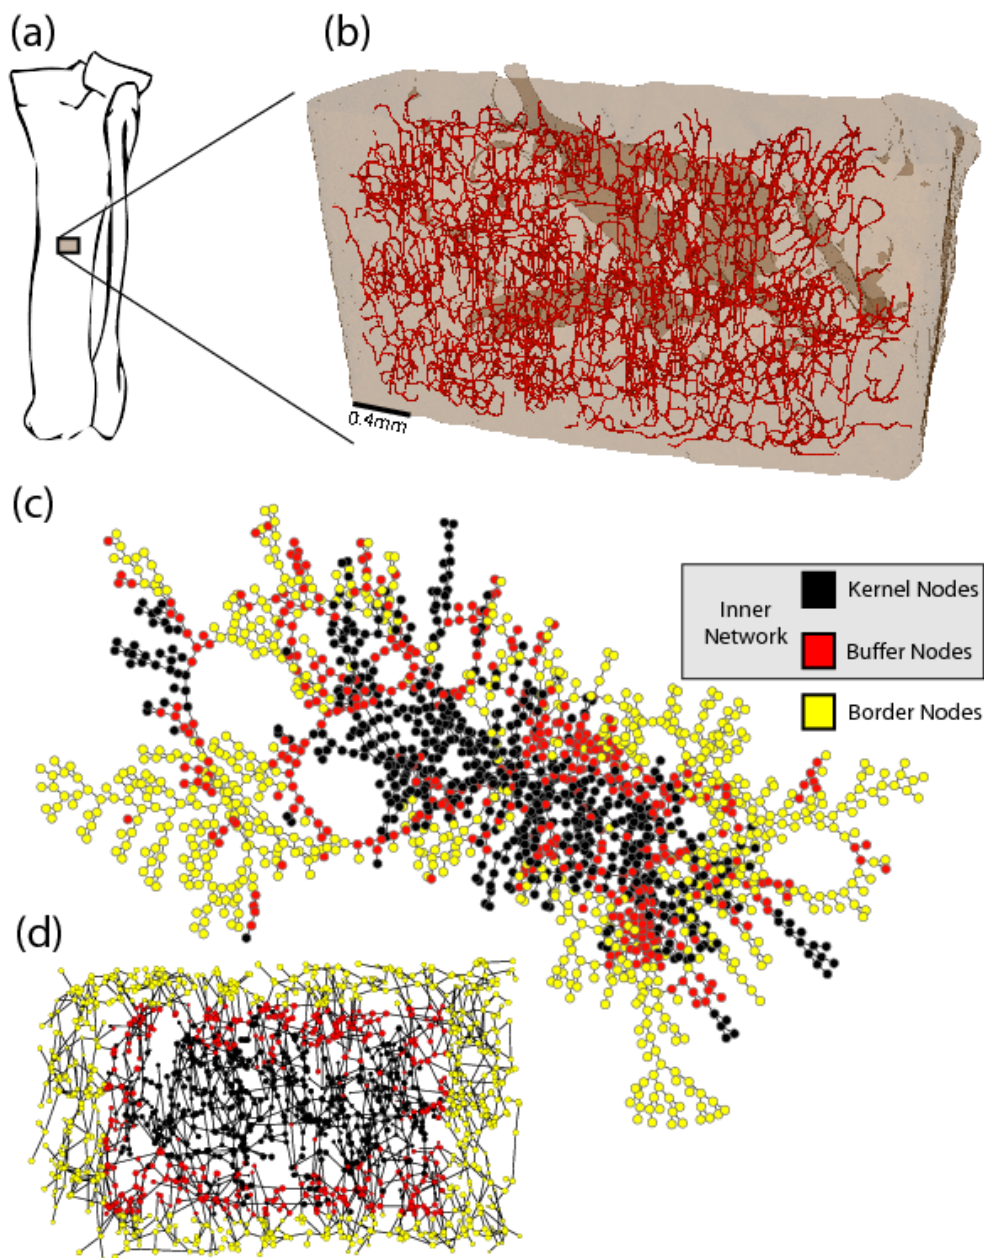 (a)
(b)
0.4mm
(c)
Inner
Network
Kernel Nodes
Buffer Nodes
Border Nodes
(d)